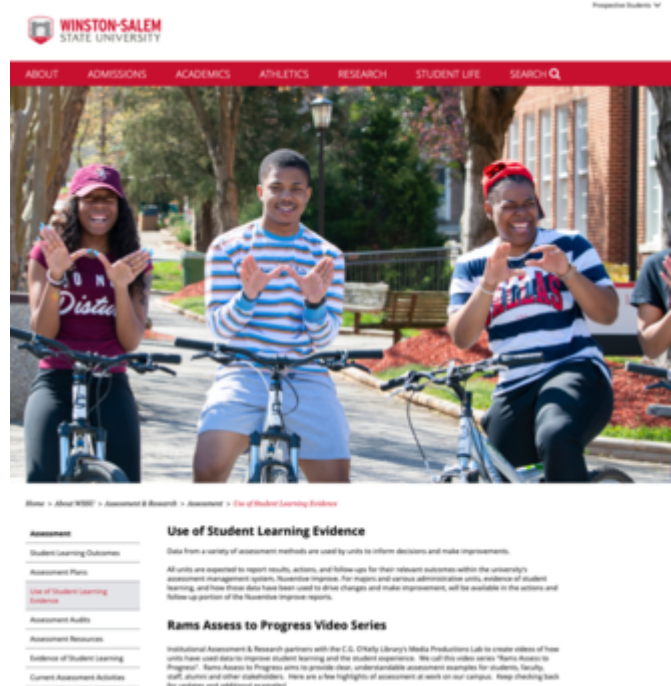 Prospective Students
WINSTON-SALEM
STATE UNIVERSITY
ABOUT ADMISSIONS ACADEMICS ATHLETICS RESEARCH STUDENT LIFE SEARCH
Home > About WSSU > Assessment & Research > Assessment > Use of Student Learning Evidence
Assessment
Student Learning Outcomes
Assessment Plans
Use of Student Learning
Evidence
Assessment Audits
Assessment Resources
Evidence of Student Learning
Current Assessment Activities
Use of Student Learning Evidence
Data from a variety of assessment methods are used by units to inform decisions and make improvements.
All units are expected to report results, actions, and follow-ups for their relevant outcomes within the university's
assessment management system, Nuventive Improve. For majors and various administrative units, evidence of student
learning, and how those data have been used to drive changes and make improvement, will be available in the actions and
follow up portion of the Nuventive Improve reports.
Rams Assess to Progress Video Series
Institutional Assessment & Research partners with the C.G. O'Kelly Library's Media Productions Lab to create videos of how
units have used data to improve student learning and the student experience. We call this video series "Rams Assess to
Progress". Rams Assess to Progress aims to provide clear, understandable assessment examples for students, faculty,
staff, alumni and other stakeholders. Here are a few highlights of assessment at work on our campus. Keep checking back
for updates and additional examples!